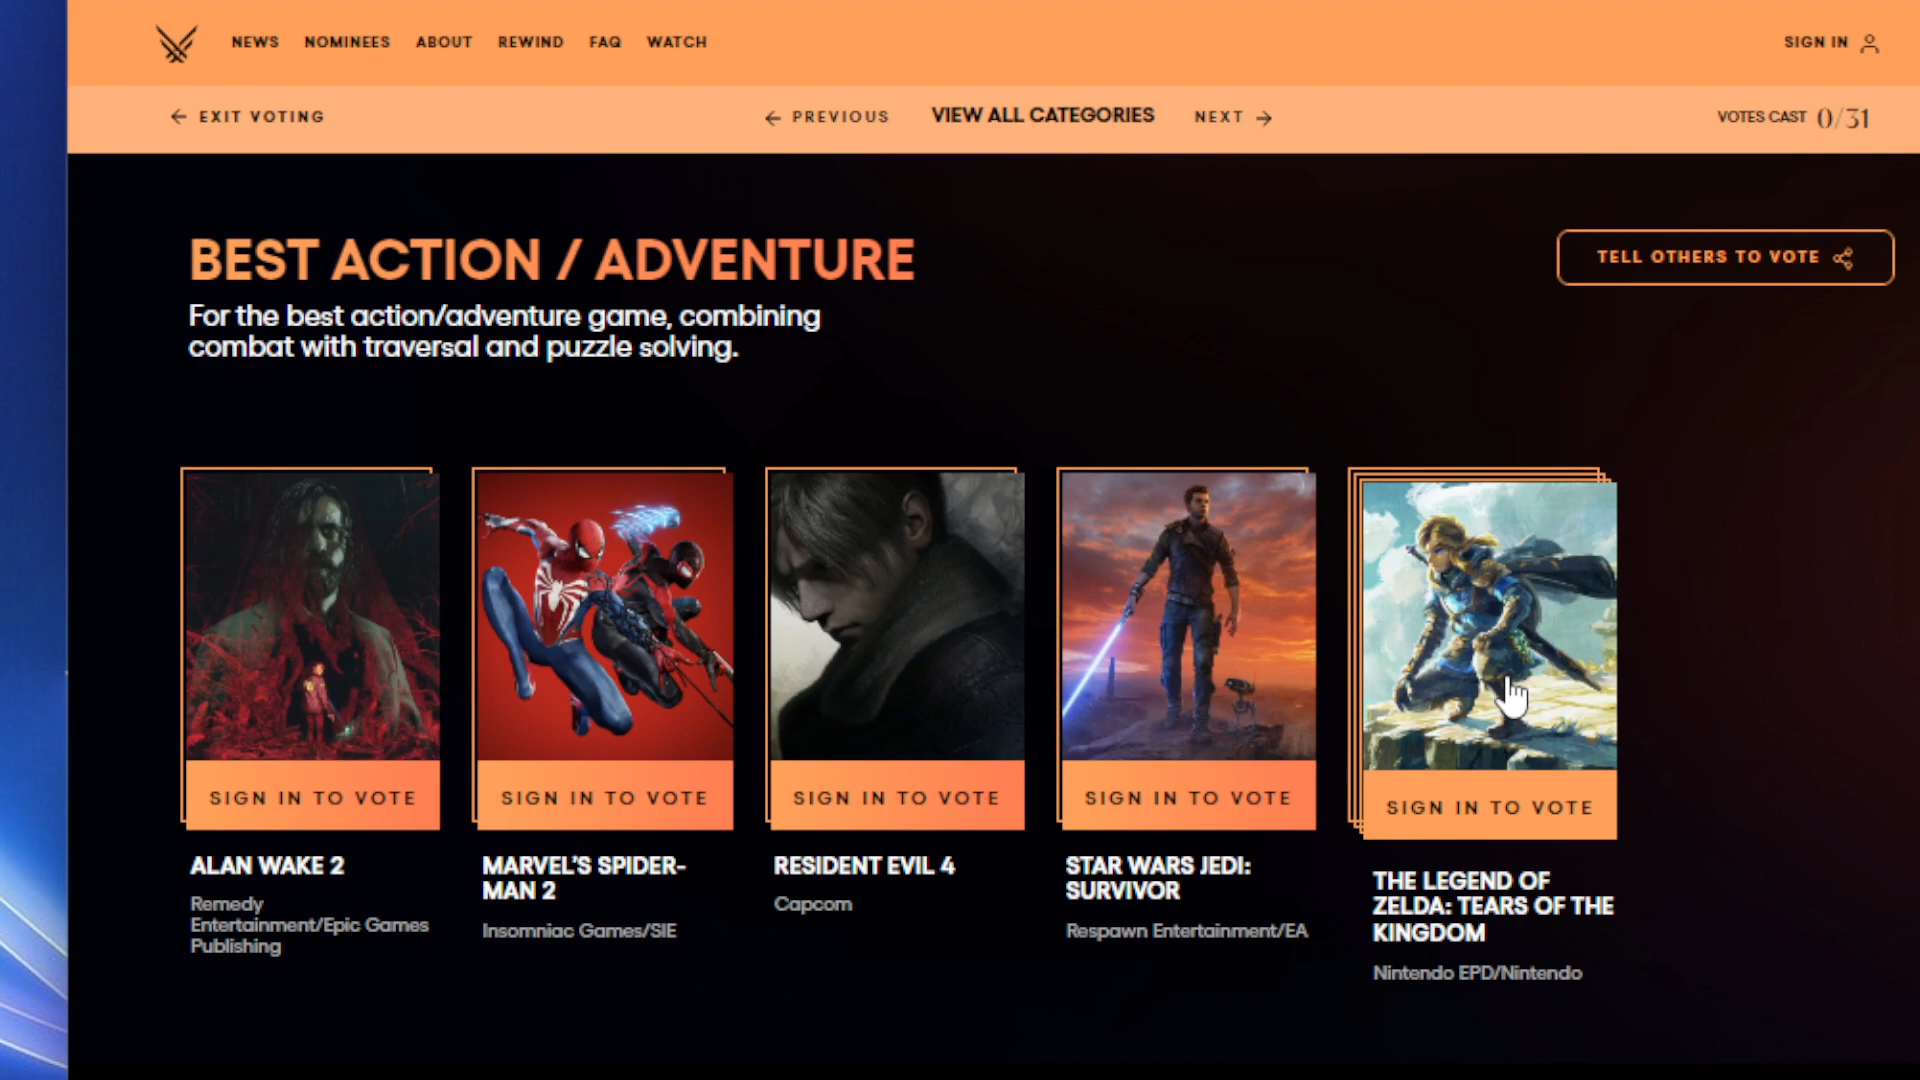 NEWS NOMINEES ABOUT REWIND FAQ WATCH SIGN IN
EXIT VOTING PREVIOUS VIEW ALL CATEGORIES NEXT VOTES CAST 0/31
BEST ACTION / ADVENTURE
TELL OTHERS TO VOTE
For the best action/adventure game, combining
combat with traversal and puzzle solving.
SIGN IN TO VOTE
ALAN WAKE 2
Remedy
Entertainment/Epic Games
Publishing
SIGN IN TO VOTE
MARVEL'S SPIDER-
MAN 2
Insomniac Games/SIE
SIGN IN TO VOTE
RESIDENT EVIL 4
Capcom
SIGN IN TO VOTE
STAR WARS JEDI:
SURVIVOR
Respawn Entertainment/EA
SIGN IN TO VOTE
THE LEGEND OF
ZELDA: TEARS OF THE
KINGDOM
Nintendo EPD/Nintendo